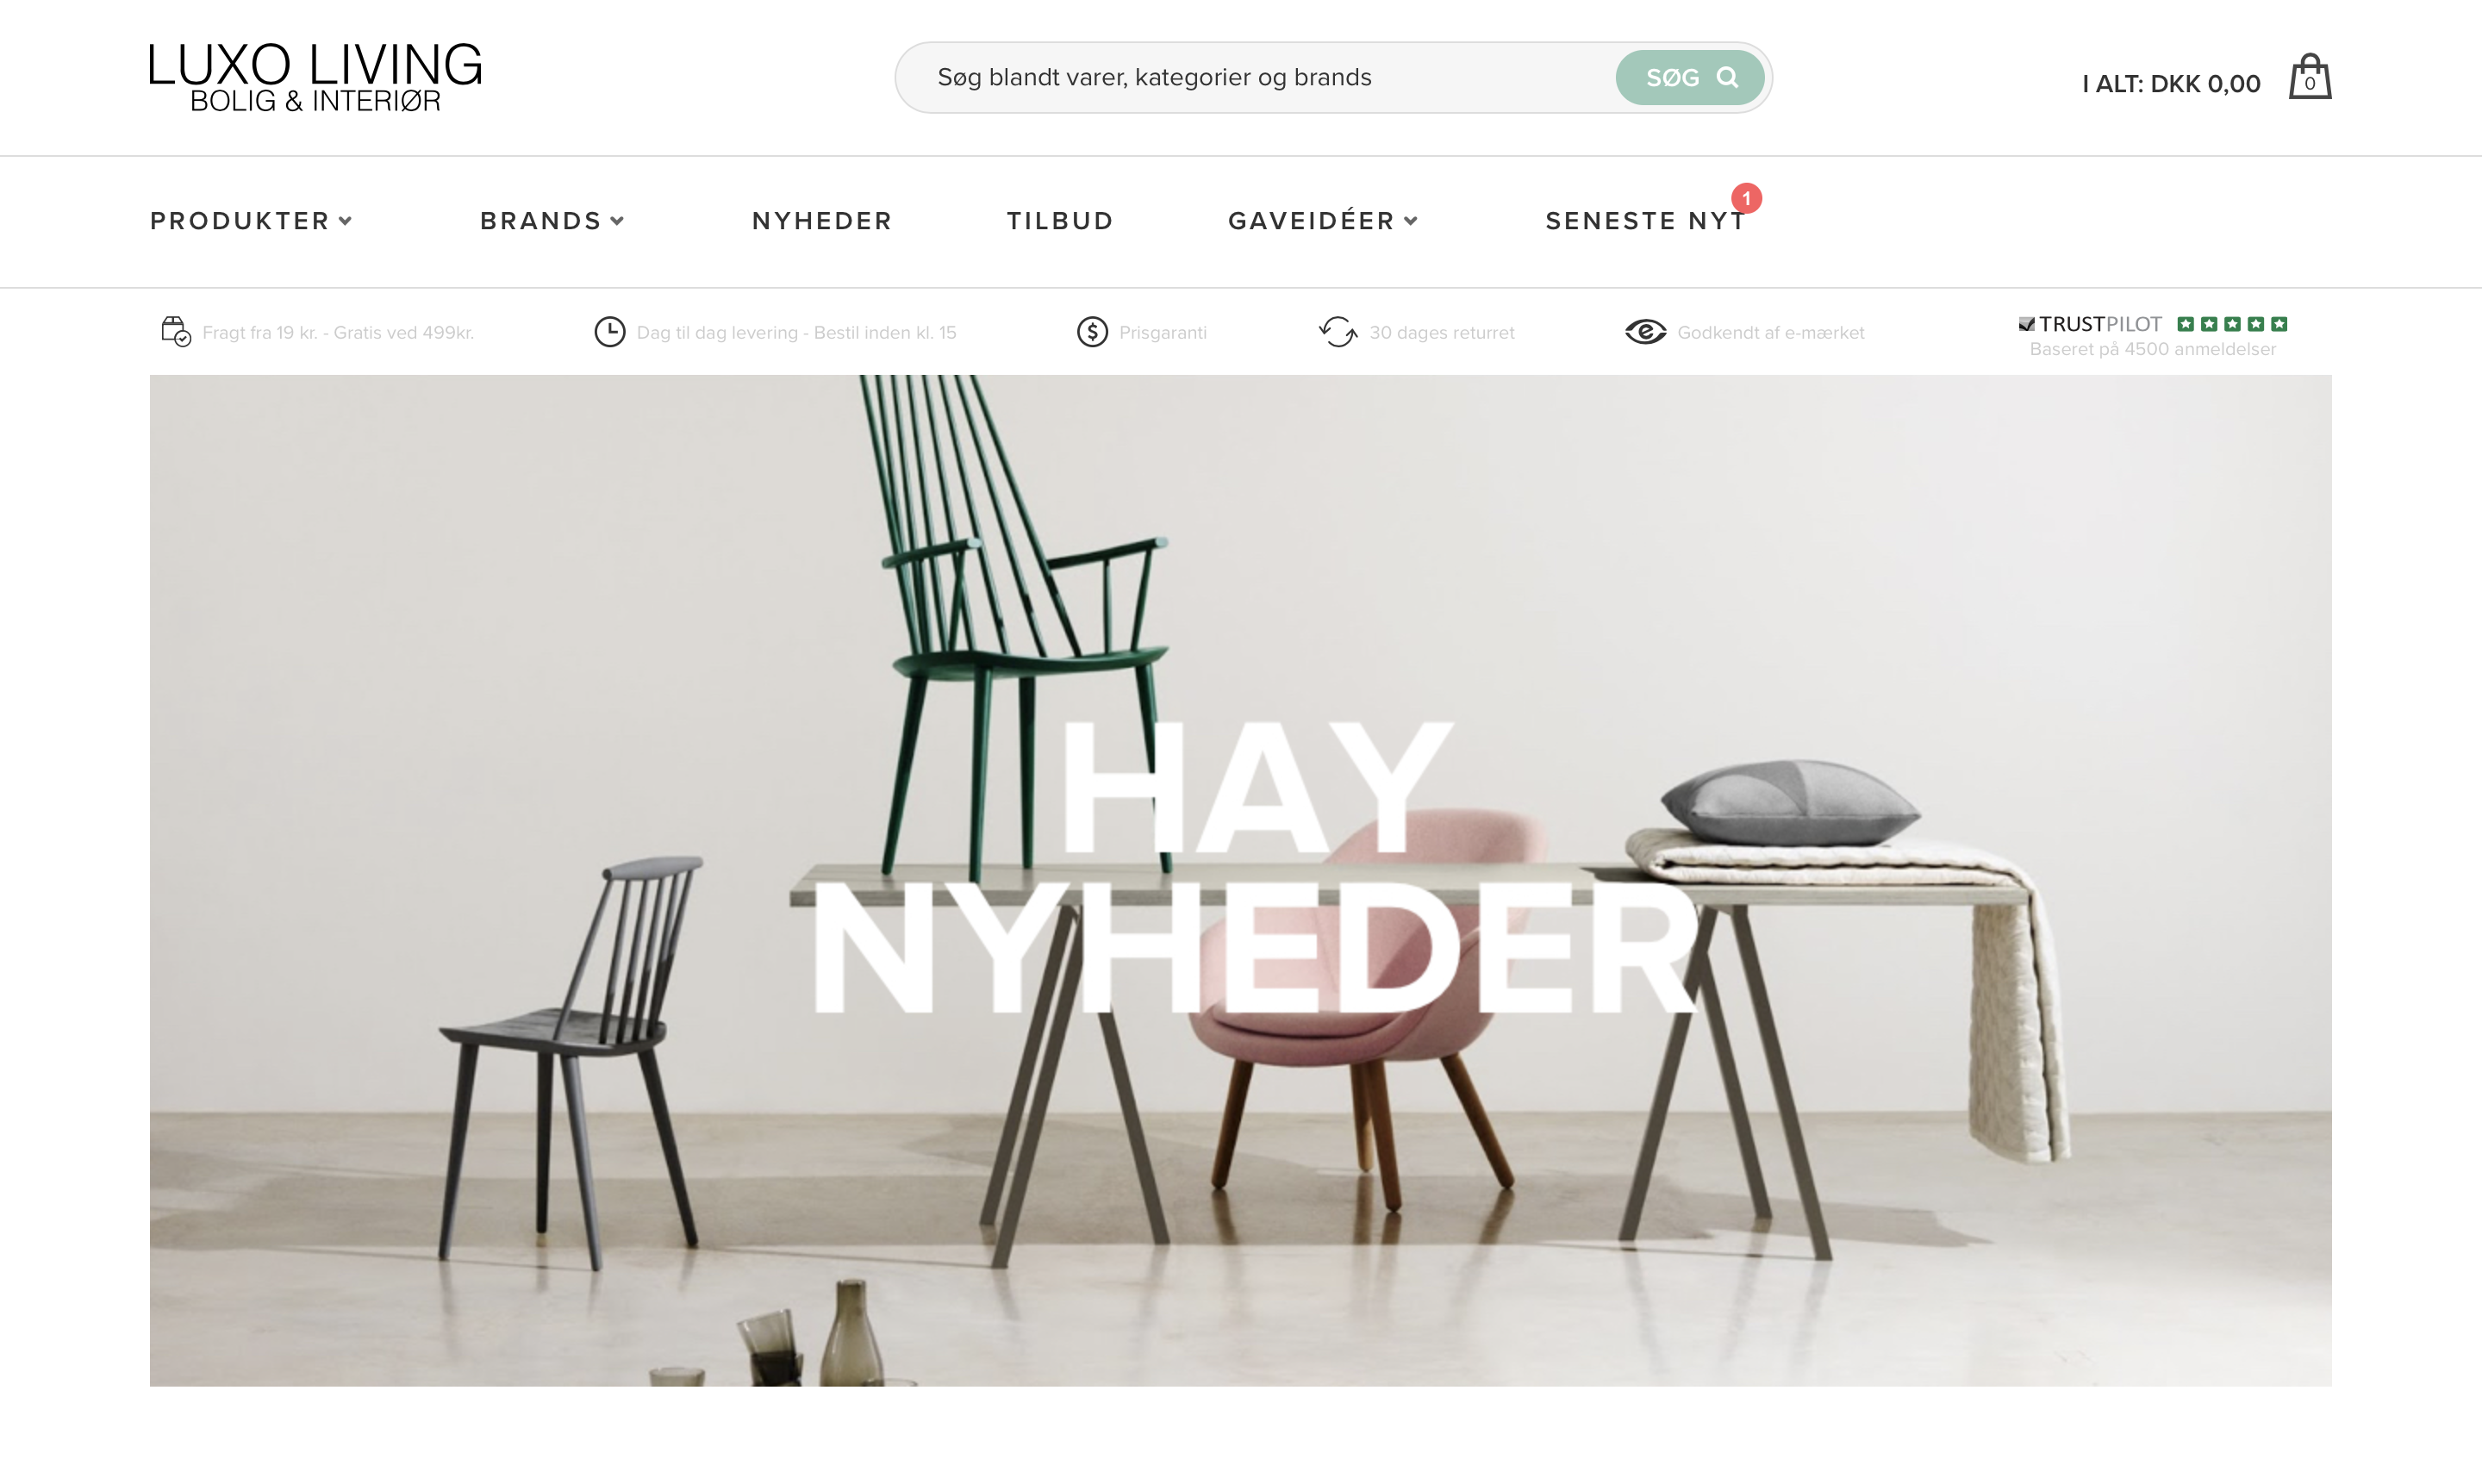 LUXO LIVING
BOLIG & INTERIØR
Søg blandt varer, kategorier og brands
SØG
I ALT: DKK 0,00
0
PRODUKTER
BRANDS
NYHEDER
TILBUD
GAVEIDÉER
SENESTE NYT
1
Fragt fra 19 kr. - Gratis ved 499kr.
Dag til dag levering - Bestil inden kl. 15
Prisgaranti
30 dages returret
Godkendt af e-mærket
TRUSTPILOT
Baseret på 4500 anmeldelser
HAY
NYHEDER